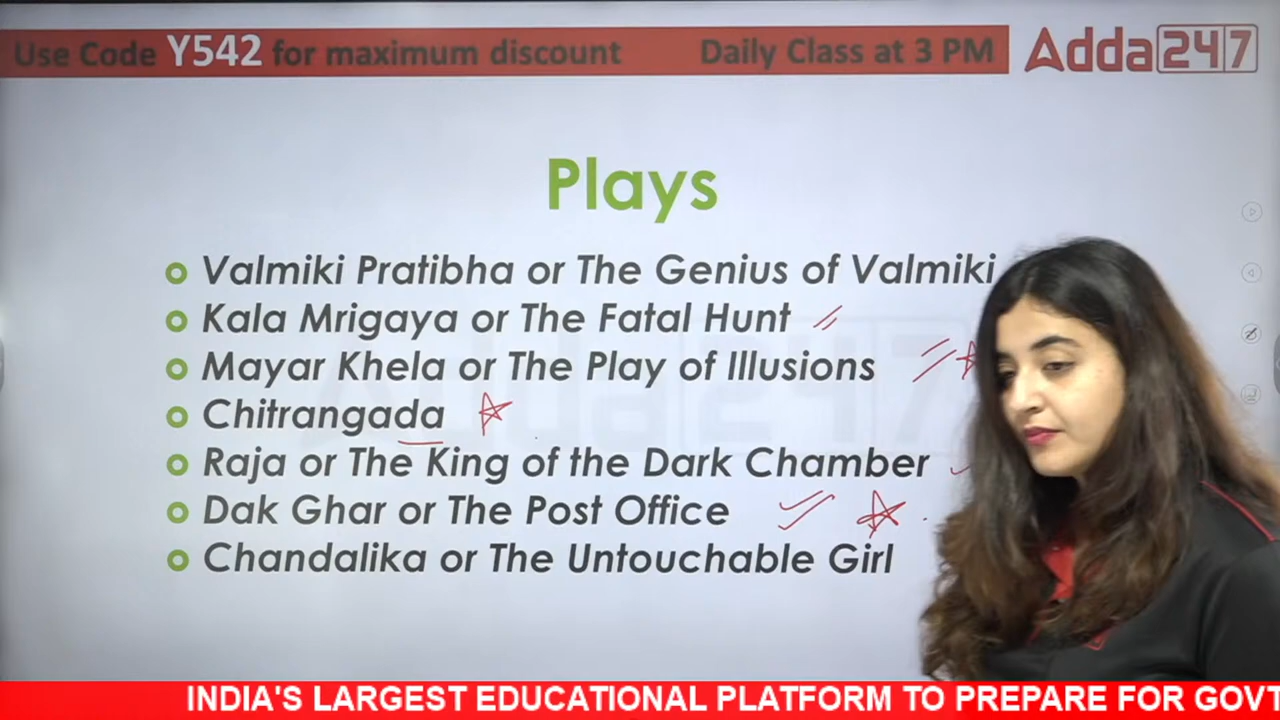 Use Code Y542 for maximum discount Daily Class at 3 PM Adda247
Plays
Valmiki Pratibha or The Genius of Valmiki
Kala Mrigaya or The Fatal Hunt
Mayar Khela or The Play of Illusions
Chitrangada
Raja or The King of the Dark Chamber
Dak Ghar or The Post Office
Chandalika or The Untouchable Girl
INDIA'S LARGEST EDUCATIONAL PLATFORM TO PREPARE FOR GOVT